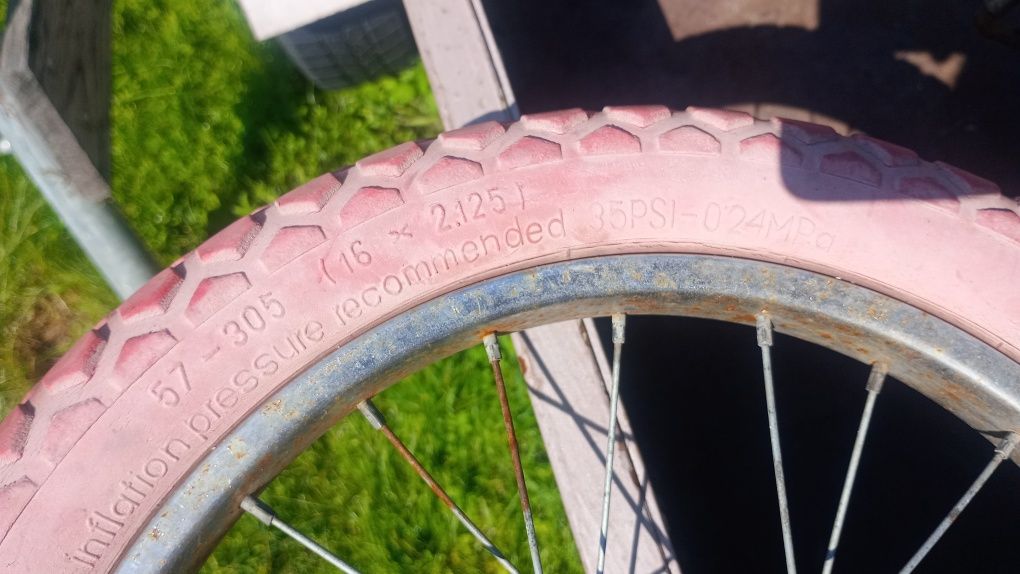 57 - 305 (16 x 2.125)
Inflation pressure recommended 35PSI-0'24MPa